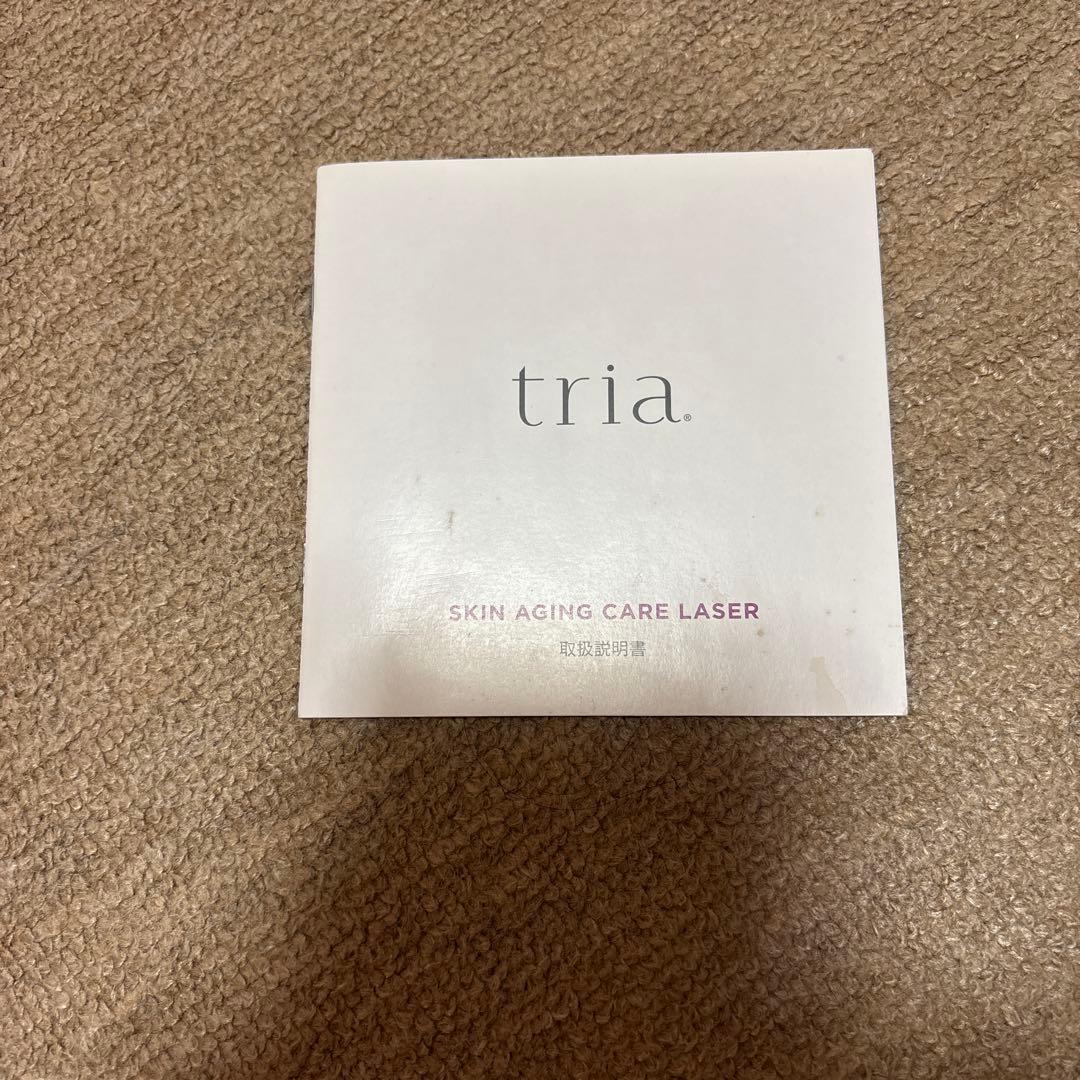 tria®
SKIN AGING CARE LASER
取扱説明書